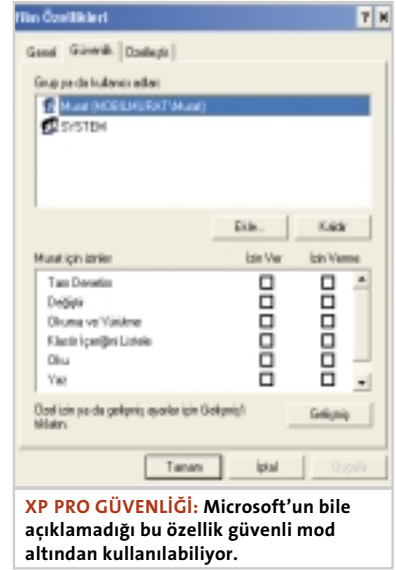 film Özellikleri
Genel Güvenlik Özelleştir
Grup ya da kullanıcı adları:
Murat (MOBILMURAT\Murat)
SYSTEM
Ekle... Kaldır
Murat için izinler İzin Ver İzin Verme
Tam Denetim
Değiştir
Okuma ve Yürütme
Klasör İçeriğini Listele
Oku
Yaz
Özel izin ya da gelişmiş ayarlar için Gelişmiş'i
tıklatın.
Gelişmiş
Tamam İptal Uygula
XP PRO GÜVENLİĞİ: Microsoft’un bile
açıklamadığı bu özellik güvenli mod
altından kullanılabiliyor.